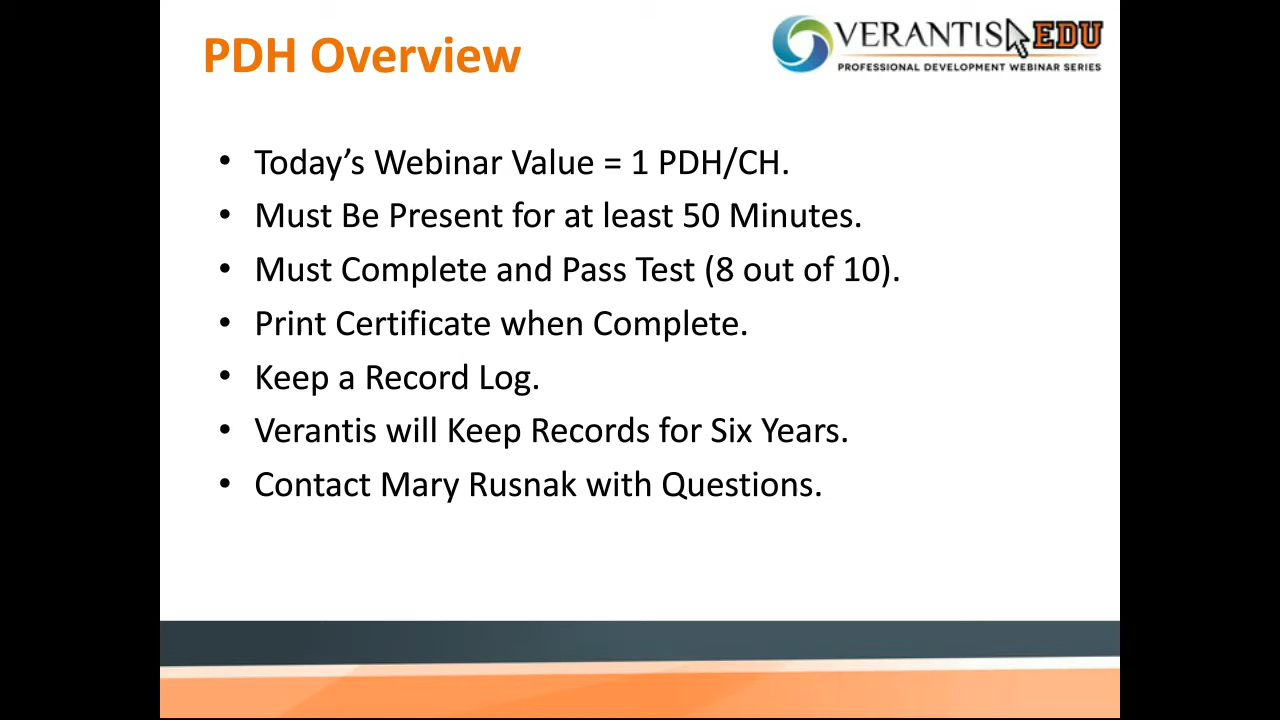 PDH Overview
VERANTIS EDU
PROFESSIONAL DEVELOPMENT WEBINAR SERIES
• Today’s Webinar Value = 1 PDH/CH.
• Must Be Present for at least 50 Minutes.
• Must Complete and Pass Test (8 out of 10).
• Print Certificate when Complete.
• Keep a Record Log.
• Verantis will Keep Records for Six Years.
• Contact Mary Rusnak with Questions.